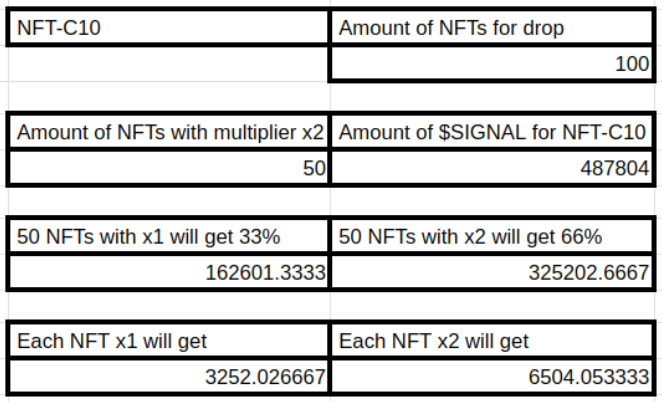 NFT-C10 Amount of NFTs for drop
100
Amount of NFTs with multiplier x2 Amount of $SIGNAL for NFT-C10
50 487804
50 NFTs with x1 will get 33% 50 NFTs with x2 will get 66%
162601.3333 325202.6667
Each NFT x1 will get Each NFT x2 will get
3252.026667 6504.053333